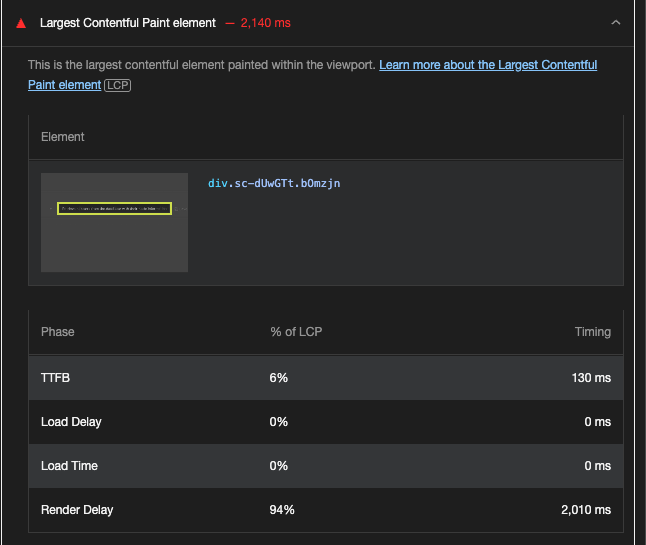 Largest Contentful Paint element — 2,140 ms
This is the largest contentful element painted within the viewport. Learn more about the Largest Contentful
Paint element LCP
Element
div.sc-dUwGTt.bOmzjn
Phase % of LCP Timing
TTFB 6% 130 ms
Load Delay 0% 0 ms
Load Time 0% 0 ms
Render Delay 94% 2,010 ms